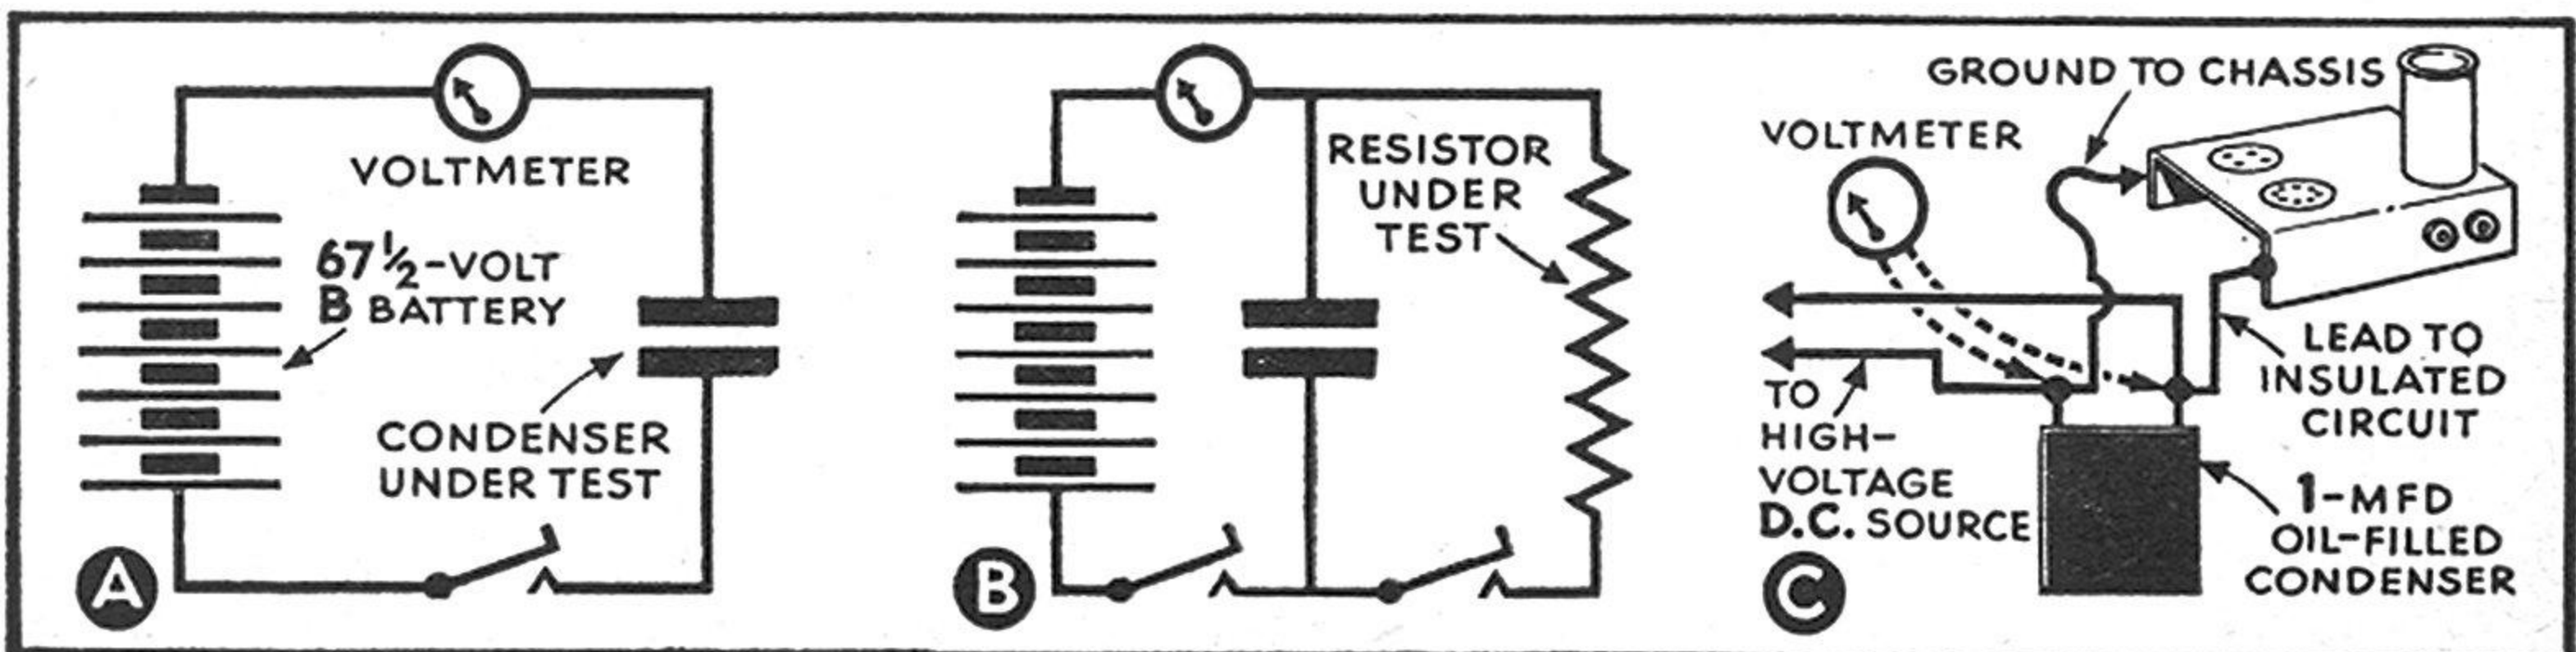 VOLTMETER
67½-VOLT
B BATTERY
CONDENSER
UNDER TEST
A
RESISTOR
UNDER
TEST
B
GROUND TO CHASSIS
VOLTMETER
LEAD TO
INSULATED
CIRCUIT
TO
HIGH-
VOLTAGE
D.C. SOURCE
1-MFD
OIL-FILLED
CONDENSER
C